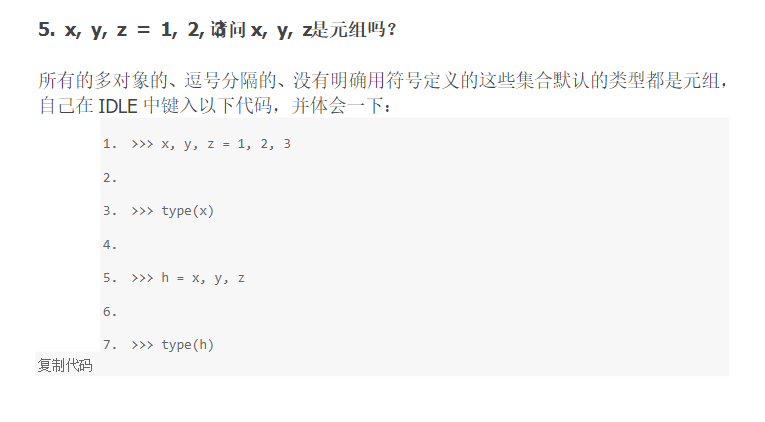 5. x, y, z = 1, 2, 3 请问 x, y, z是元组吗？
所有的多对象的、逗号分隔的、没有明确用符号定义的这些集合默认的类型都是元组，
自己在 IDLE 中键入以下代码，并体会一下：
1. >>> x, y, z = 1, 2, 3
2.
3. >>> type(x)
4.
5. >>> h = x, y, z
6.
7. >>> type(h)
复制代码